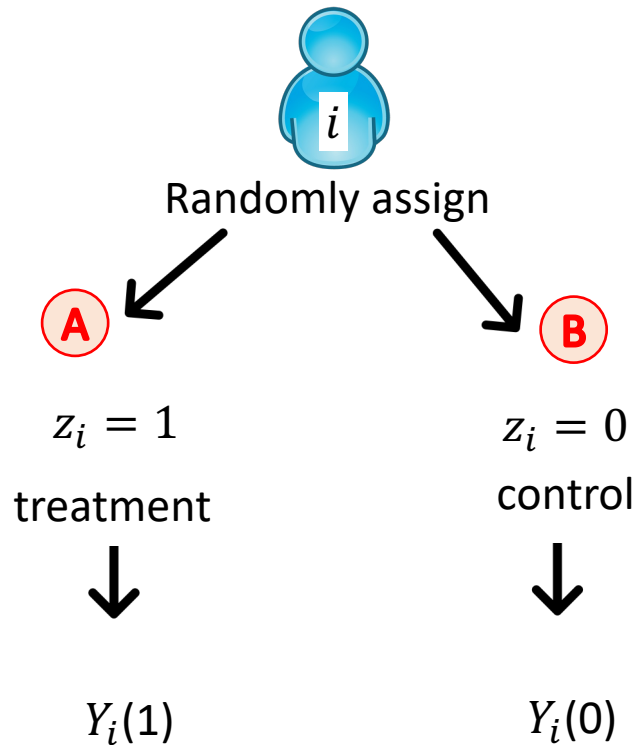 i
Randomly assign
A
B
z_i = 1
z_i = 0
treatment
control
Y_i(1)
Y_i(0)